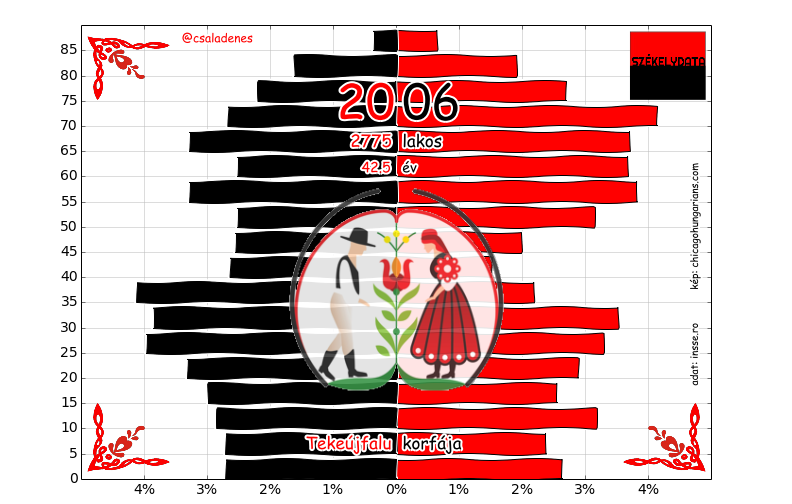 @csaladenes
SZÉKELYDATA
2006
2775 lakos
42,5 év
kép: chicagohungarians.com
adat: insse.ro
Tekeújfalu korfája
85
80
75
70
65
60
55
50
45
40
35
30
25
20
15
10
5
0
4% 3% 2% 1% 0% 1% 2% 3% 4%